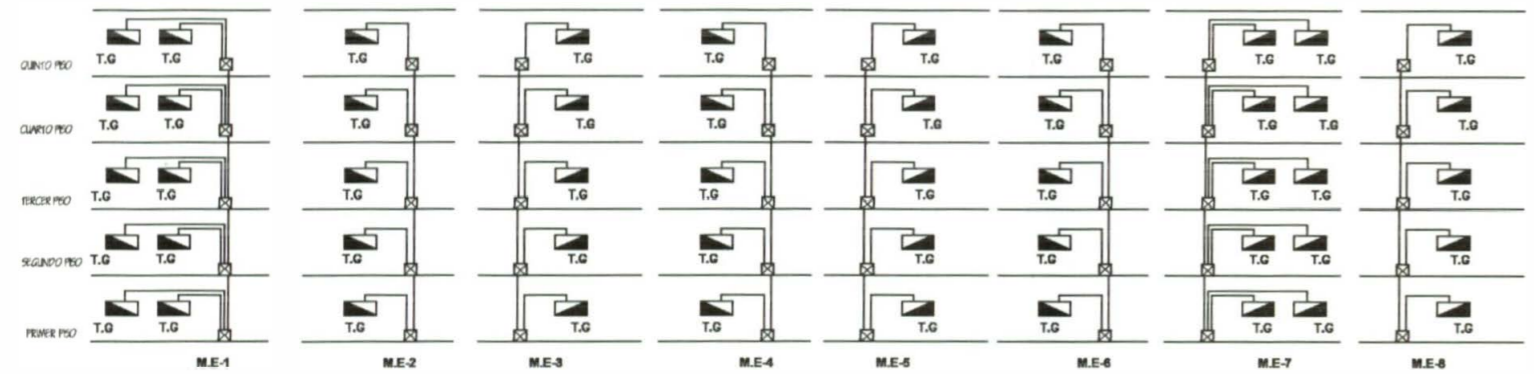 QUINTO PISO T.G T.G T.G T.G T.G T.G T.G T.G T.G T.G
CUARTO PISO T.G T.G T.G T.G T.G T.G T.G T.G T.G T.G
TERCER PISO T.G T.G T.G T.G T.G T.G T.G T.G T.G T.G
SEGUNDO PISO T.G T.G T.G T.G T.G T.G T.G T.G T.G T.G
PRIMER PISO T.G T.G T.G T.G T.G T.G T.G T.G T.G T.G
M.E-1 M.E-2 M.E-3 M.E-4 M.E-5 M.E-6 M.E-7 M.E-8